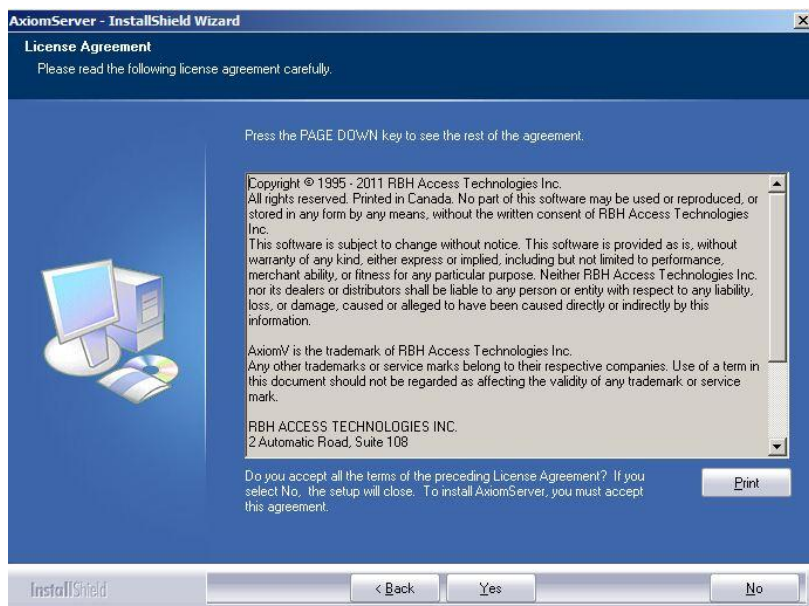 AxiomServer - InstallShield Wizard
License Agreement
Please read the following license agreement carefully.
Press the PAGE DOWN key to see the rest of the agreement.
Copyright © 1995 - 2011 RBH Access Technologies Inc.
All rights reserved. Printed in Canada. No part of this software may be used or reproduced, or
stored in any form by any means, without the written consent of RBH Access Technologies
Inc.
This software is subject to change without notice. This software is provided as is, without
warranty of any kind, either express or implied, including but not limited to performance,
merchant ability, or fitness for any particular purpose. Neither RBH Access Technologies Inc.
nor its dealers or distributors shall be liable to any person or entity with respect to any liability,
loss, or damage, caused or alleged to have been caused directly or indirectly by this
information.
AxiomV is the trademark of RBH Access Technologies Inc.
Any other trademarks or service marks belong to their respective companies. Use of a term in
this document should not be regarded as affecting the validity of any trademark or service
mark.
RBH ACCESS TECHNOLOGIES INC.
2 Automatic Road, Suite 108
Do you accept all the terms of the preceding License Agreement? If you
select No, the setup will close. To install AxiomServer, you must accept
this agreement.
Print
InstallShield
< Back
Yes
No